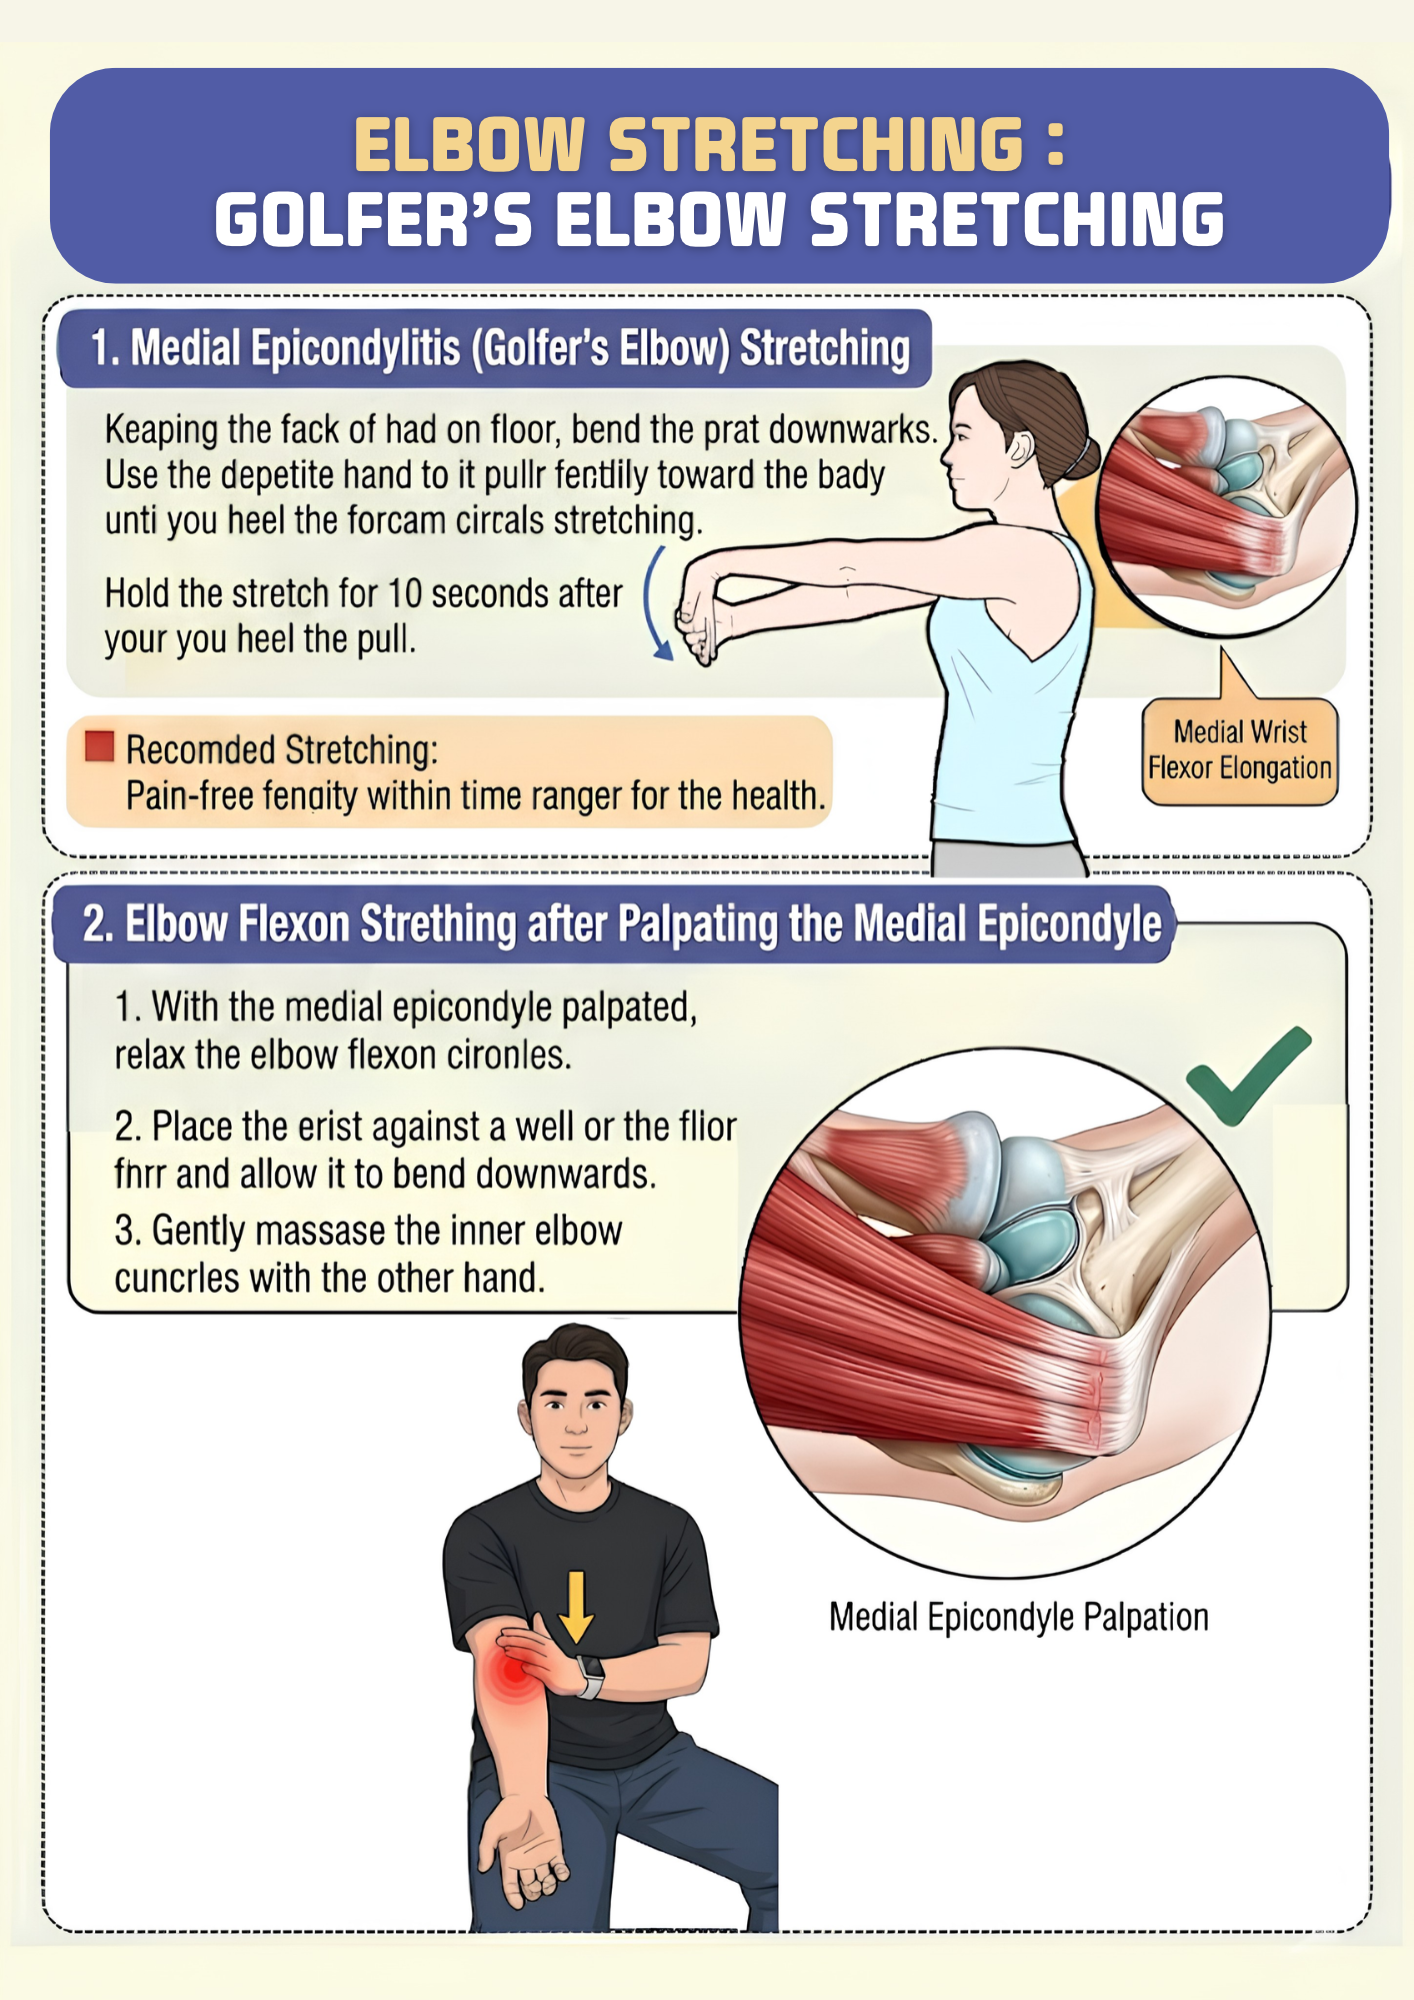 ELBOW STRETCHING :
GOLFER'S ELBOW STRETCHING
1. Medial Epicondylitis (Golfer's Elbow) Stretching
Keaping the fack of had on floor, bend the prat downwarks.
Use the depetite hand to it pullr fentlily toward the bady
unti you heel the forcam circals stretching.
Hold the stretch for 10 seconds after
your you heel the pull.
Recomded Stretching:
Pain-free fengity within time ranger for the health.
Medial Wrist
Flexor Elongation
2. Elbow Flexon Strething after Palpating the Medial Epicondyle
1. With the medial epicondyle palpated,
relax the elbow flexon cironles.
2. Place the erist against a well or the flior
fhrr and allow it to bend downwards.
3. Gently massase the inner elbow
cuncrles with the other hand.
Medial Epicondyle Palpation